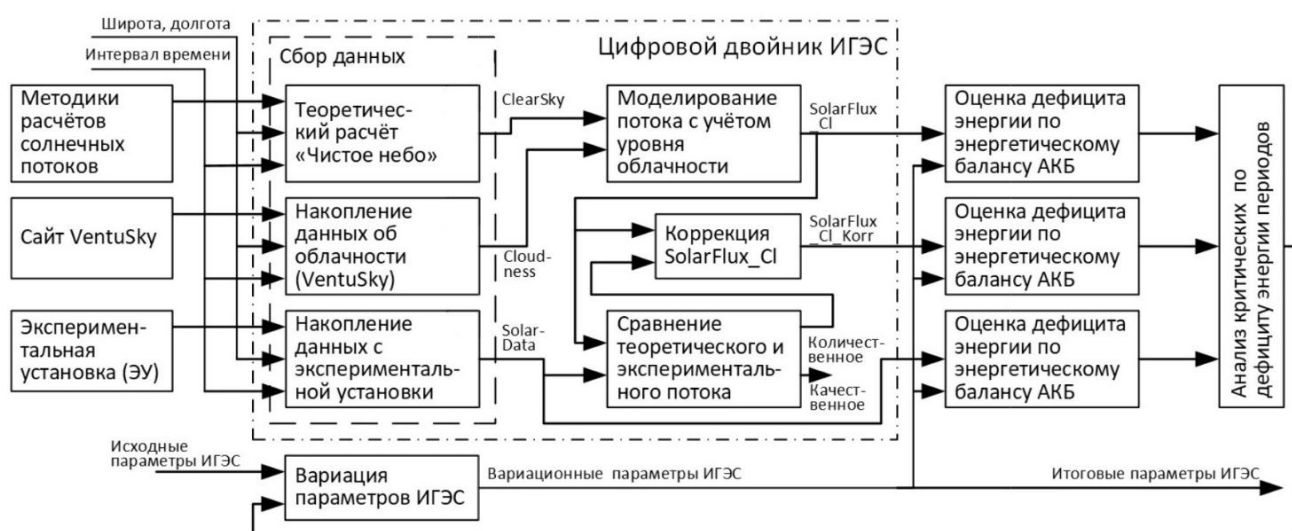 Широта, долгота
Интервал времени
Цифровой двойник ИГЭС
Сбор данных
Методики
расчётов
солнечных
потоков
Теоретичес-
кий расчёт
«Чистое небо»
ClearSky
Моделирование
потока с учётом
уровня
облачности
SolarFlux
_Cl
Оценка дефицита
энергии по
энергетическому
балансу АКБ
Сайт VentuSky
Накопление
данных об
облачности
(VentuSky)
Cloud-
ness
Коррекция
SolarFlux_Cl
SolarFlux
_Cl_Korr
Оценка дефицита
энергии по
энергетическому
балансу АКБ
Эксперимен-
тальная
установка (ЭУ)
Накопление
данных с
эксперименталь-
ной установки
Solar-
Data
Сравнение
теоретического и
эксперименталь-
ного потока
Количест-
венное
Качест-
венное
Оценка дефицита
энергии по
энергетическому
балансу АКБ
Анализ критических по
дефициту энергии периодов
Исходные
параметры ИГЭС
Вариация
параметров ИГЭС
Вариационные параметры ИГЭС
Итоговые параметры ИГЭС